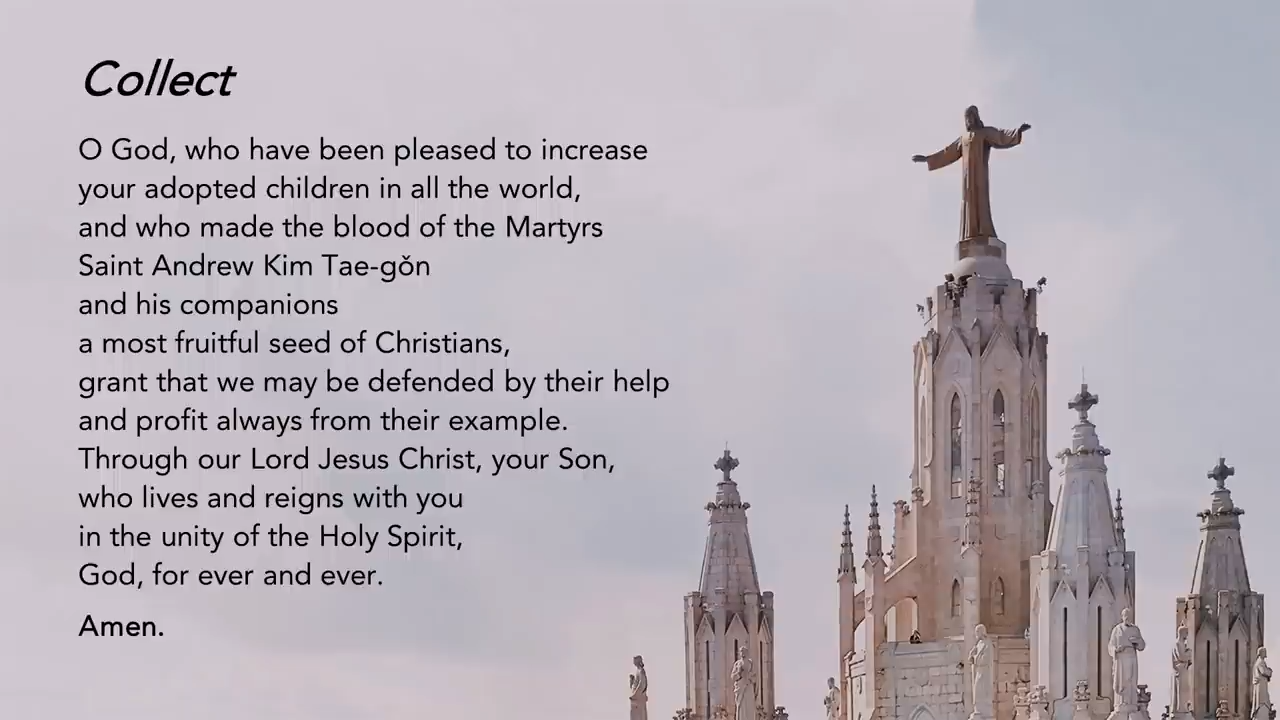 Collect
O God, who have been pleased to increase
your adopted children in all the world,
and who made the blood of the Martyrs
Saint Andrew Kim Tae-gǒn
and his companions
a most fruitful seed of Christians,
grant that we may be defended by their help
and profit always from their example.
Through our Lord Jesus Christ, your Son,
who lives and reigns with you
in the unity of the Holy Spirit,
God, for ever and ever.
Amen.